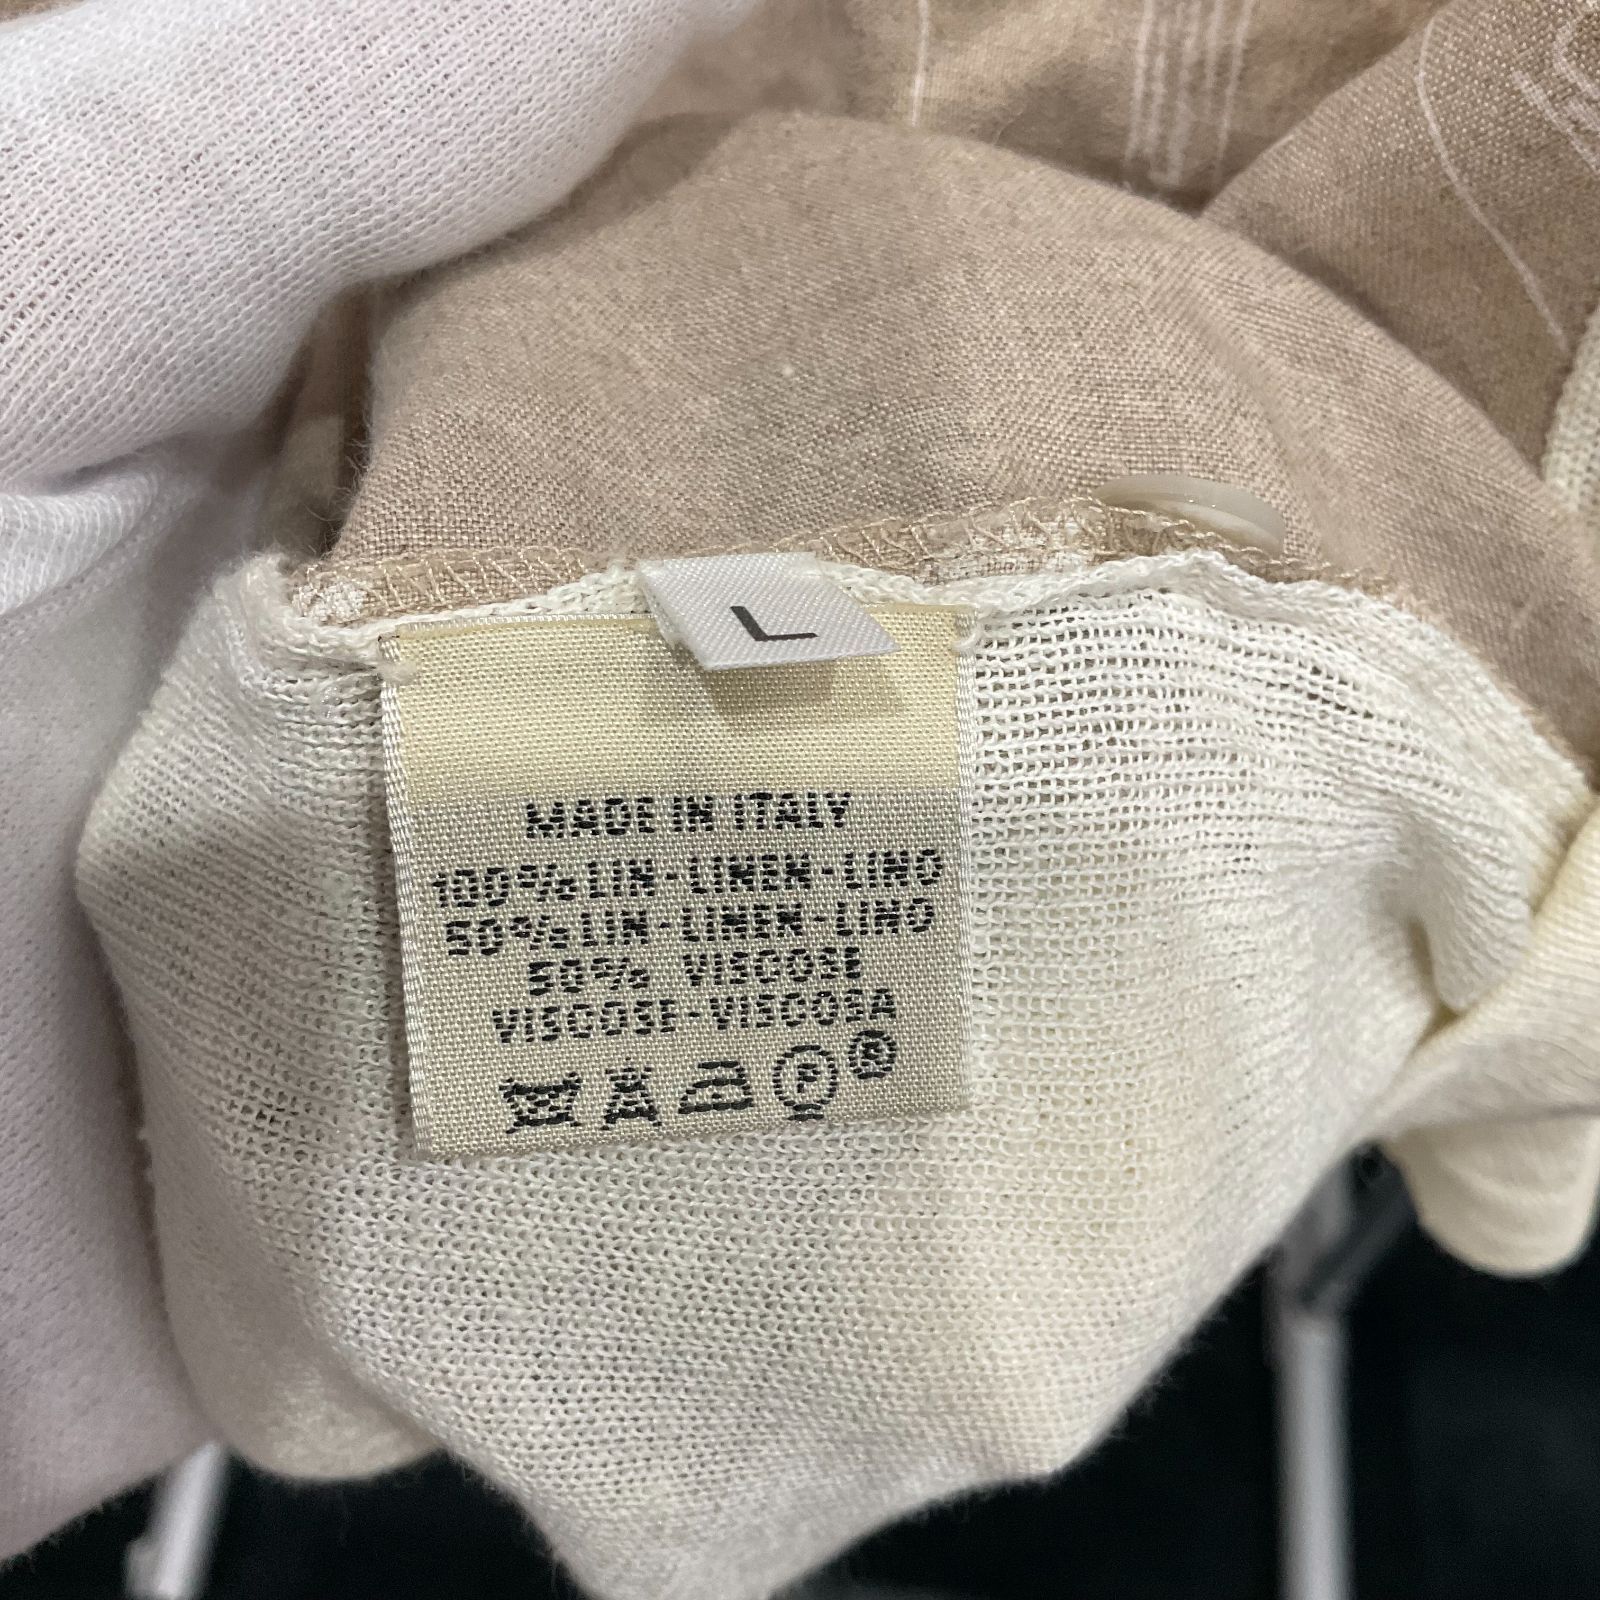 L
MADE IN ITALY
100% LIN-LINEN-LINO
50% LIN-LINEN-LINO
50% VISCOSE
VISCOSE-VISCOSA
P ®